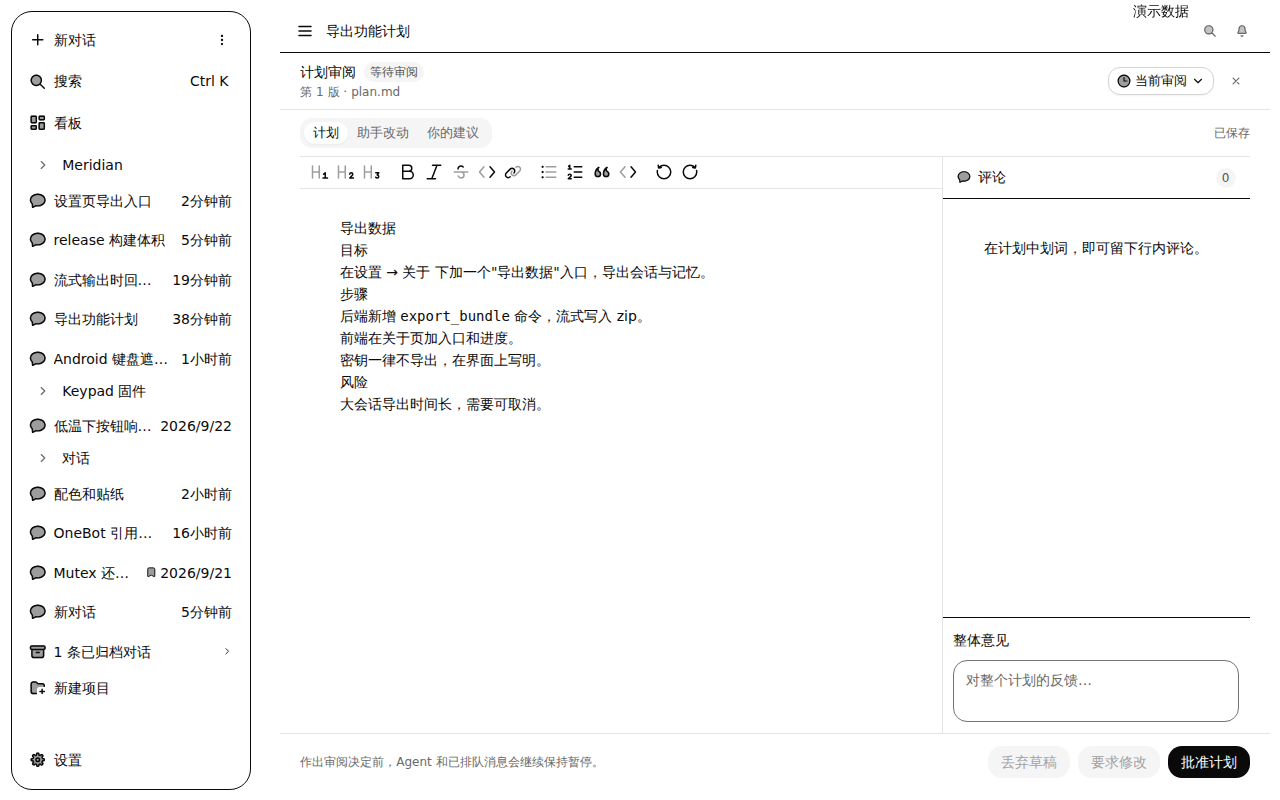 新对话
搜索 Ctrl K
看板
Meridian
设置页导出入口 2分钟前
release 构建体积 5分钟前
流式输出时回… 19分钟前
导出功能计划 38分钟前
Android 键盘遮… 1小时前
Keypad 固件
低温下按钮响… 2026/9/22
对话
配色和贴纸 2小时前
OneBot 引用… 16小时前
Mutex 还… 2026/9/21
新对话 5分钟前
1 条已归档对话
新建项目
设置
演示数据
导出功能计划
计划审阅 等待审阅
第 1 版 · plan.md
当前审阅
计划 助手改动 你的建议 已保存
H1 H2 H3
导出数据
目标
在设置 → 关于 下加一个"导出数据"入口，导出会话与记忆。
步骤
后端新增 export_bundle 命令，流式写入 zip。
前端在关于页加入口和进度。
密钥一律不导出，在界面上写明。
风险
大会话导出时间长，需要可取消。
评论 0
在计划中划词，即可留下行内评论。
整体意见
对整个计划的反馈…
作出审阅决定前，Agent 和已排队消息会继续保持暂停。
丢弃草稿 要求修改 批准计划